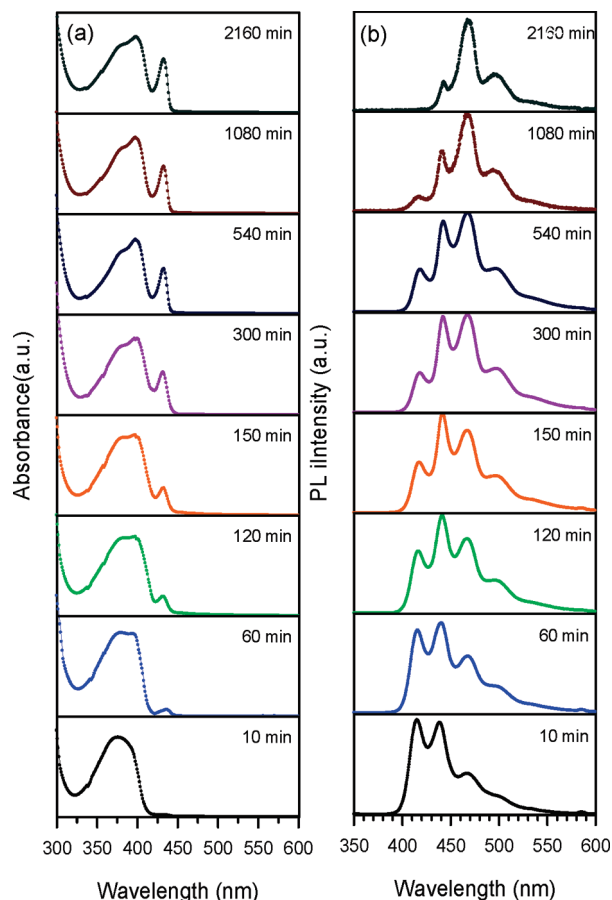 (a)
2160 min
1080 min
540 min
300 min
150 min
120 min
60 min
10 min
Absorbance(a.u.)
300 350 400 450 500 550 600
Wavelength (nm)
(b)
2160 min
1080 min
540 min
300 min
150 min
120 min
60 min
10 min
PL iIntensity (a.u.)
350 400 450 500 550 600
Wavelength (nm)